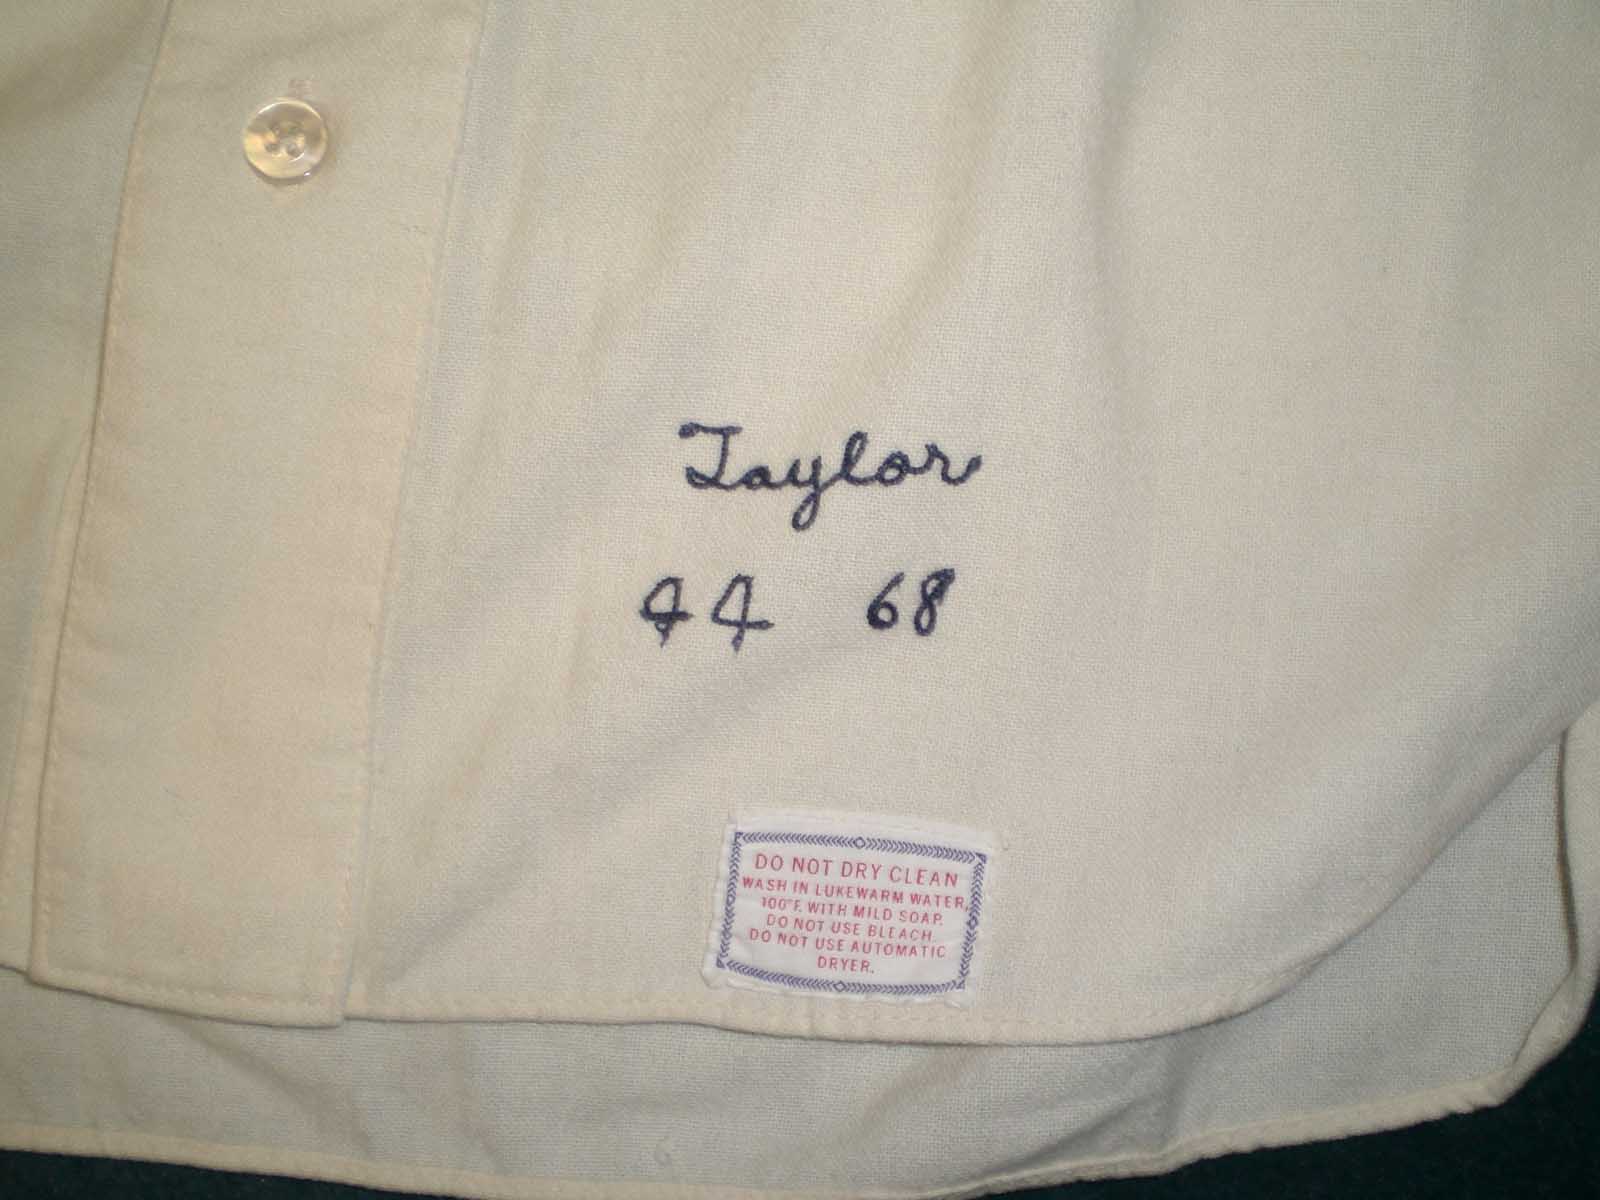 Taylor
44 68
DO NOT DRY CLEAN
WASH IN LUKEWARM WATER,
100°F. WITH MILD SOAP.
DO NOT USE BLEACH.
DO NOT USE AUTOMATIC
DRYER.